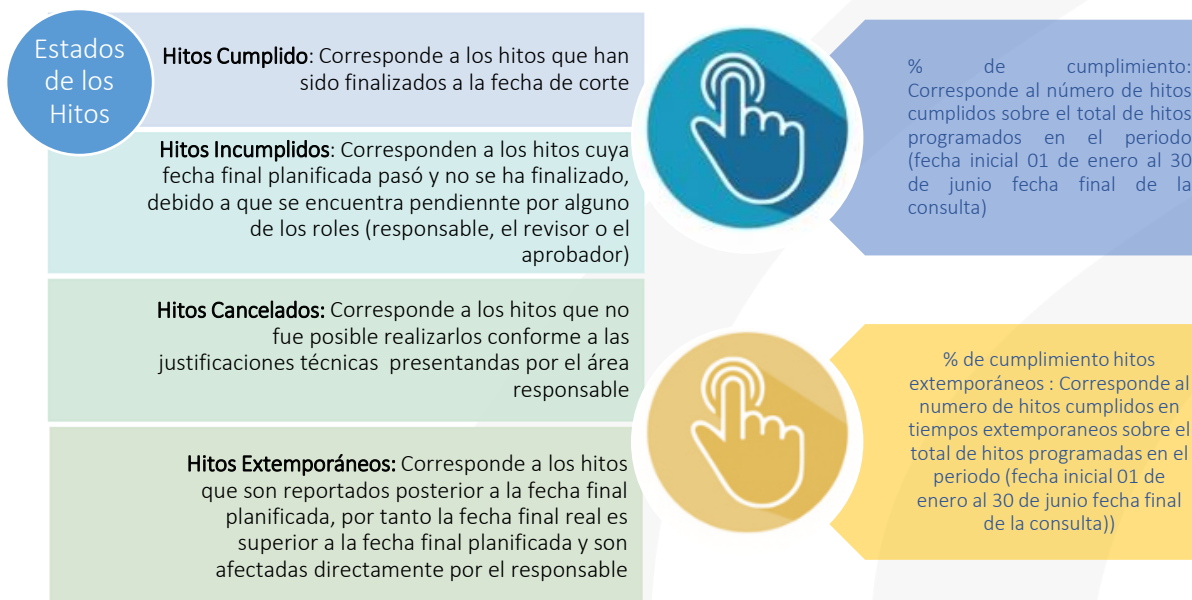 Estados
de los
Hitos
Hitos Cumplido: Corresponde a los hitos que han
sido finalizados a la fecha de corte
Hitos Incumplidos: Corresponden a los hitos cuya
fecha final planificada pasó y no se ha finalizado,
debido a que se encuentra pendiennte por alguno
de los roles (responsable, el revisor o el
aprobador)
Hitos Cancelados: Corresponde a los hitos que no
fue posible realizarlos conforme a las
justificaciones técnicas presentandas por el área
responsable
Hitos Extemporáneos: Corresponde a los hitos
que son reportados posterior a la fecha final
planificada, por tanto la fecha final real es
superior a la fecha final planificada y son
afectadas directamente por el responsable
% de cumplimiento:
Corresponde al número de hitos
cumplidos sobre el total de hitos
programados en el periodo
(fecha inicial 01 de enero al 30
de junio fecha final de la
consulta)
% de cumplimiento hitos
extemporáneos : Corresponde al
numero de hitos cumplidos en
tiempos extemporaneos sobre el
total de hitos programadas en el
periodo (fecha inicial 01 de
enero al 30 de junio fecha final
de la consulta))